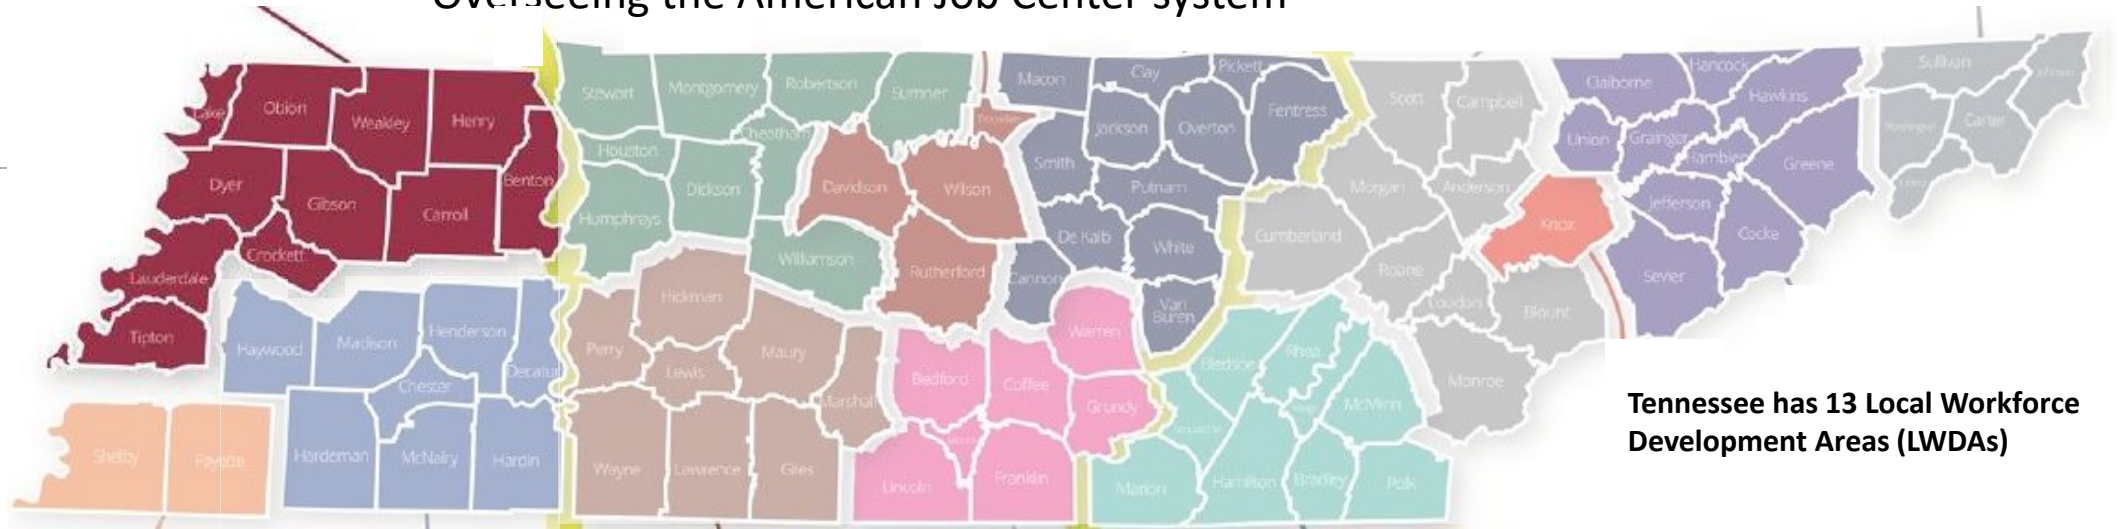 Overseeing the American Job Center system
Lake
Obion
Weakley
Henry
Dyer
Gibson
Carroll
Benton
Crockett
Lauderdale
Tipton
Haywood
Madison
Henderson
Chester
Decatur
Shelby
Fayette
Hardeman
McNairy
Hardin
Stewart
Montgomery
Robertson
Sumner
Houston
Cheatham
Dickson
Humphreys
Williamson
Davidson
Wilson
Trousdale
Rutherford
Hickman
Perry
Lewis
Maury
Marshall
Wayne
Lawrence
Giles
Macon
Clay
Pickett
Jackson
Overton
Fentress
Smith
Putnam
De Kalb
White
Cannon
Van
Buren
Warren
Bedford
Coffee
Grundy
Moore
Lincoln
Franklin
Scott
Campbell
Morgan
Anderson
Cumberland
Roane
Loudon
Blount
Monroe
Knox
Bledsoe
Rhea
McMinn
Marion
Hamilton
Bradley
Polk
Claiborne
Hancock
Hawkins
Union
Grainger
Hamblen
Greene
Jefferson
Cocke
Sevier
Sullivan
Johnson
Washington
Carter
Tennessee has 13 Local Workforce
Development Areas (LWDAs)